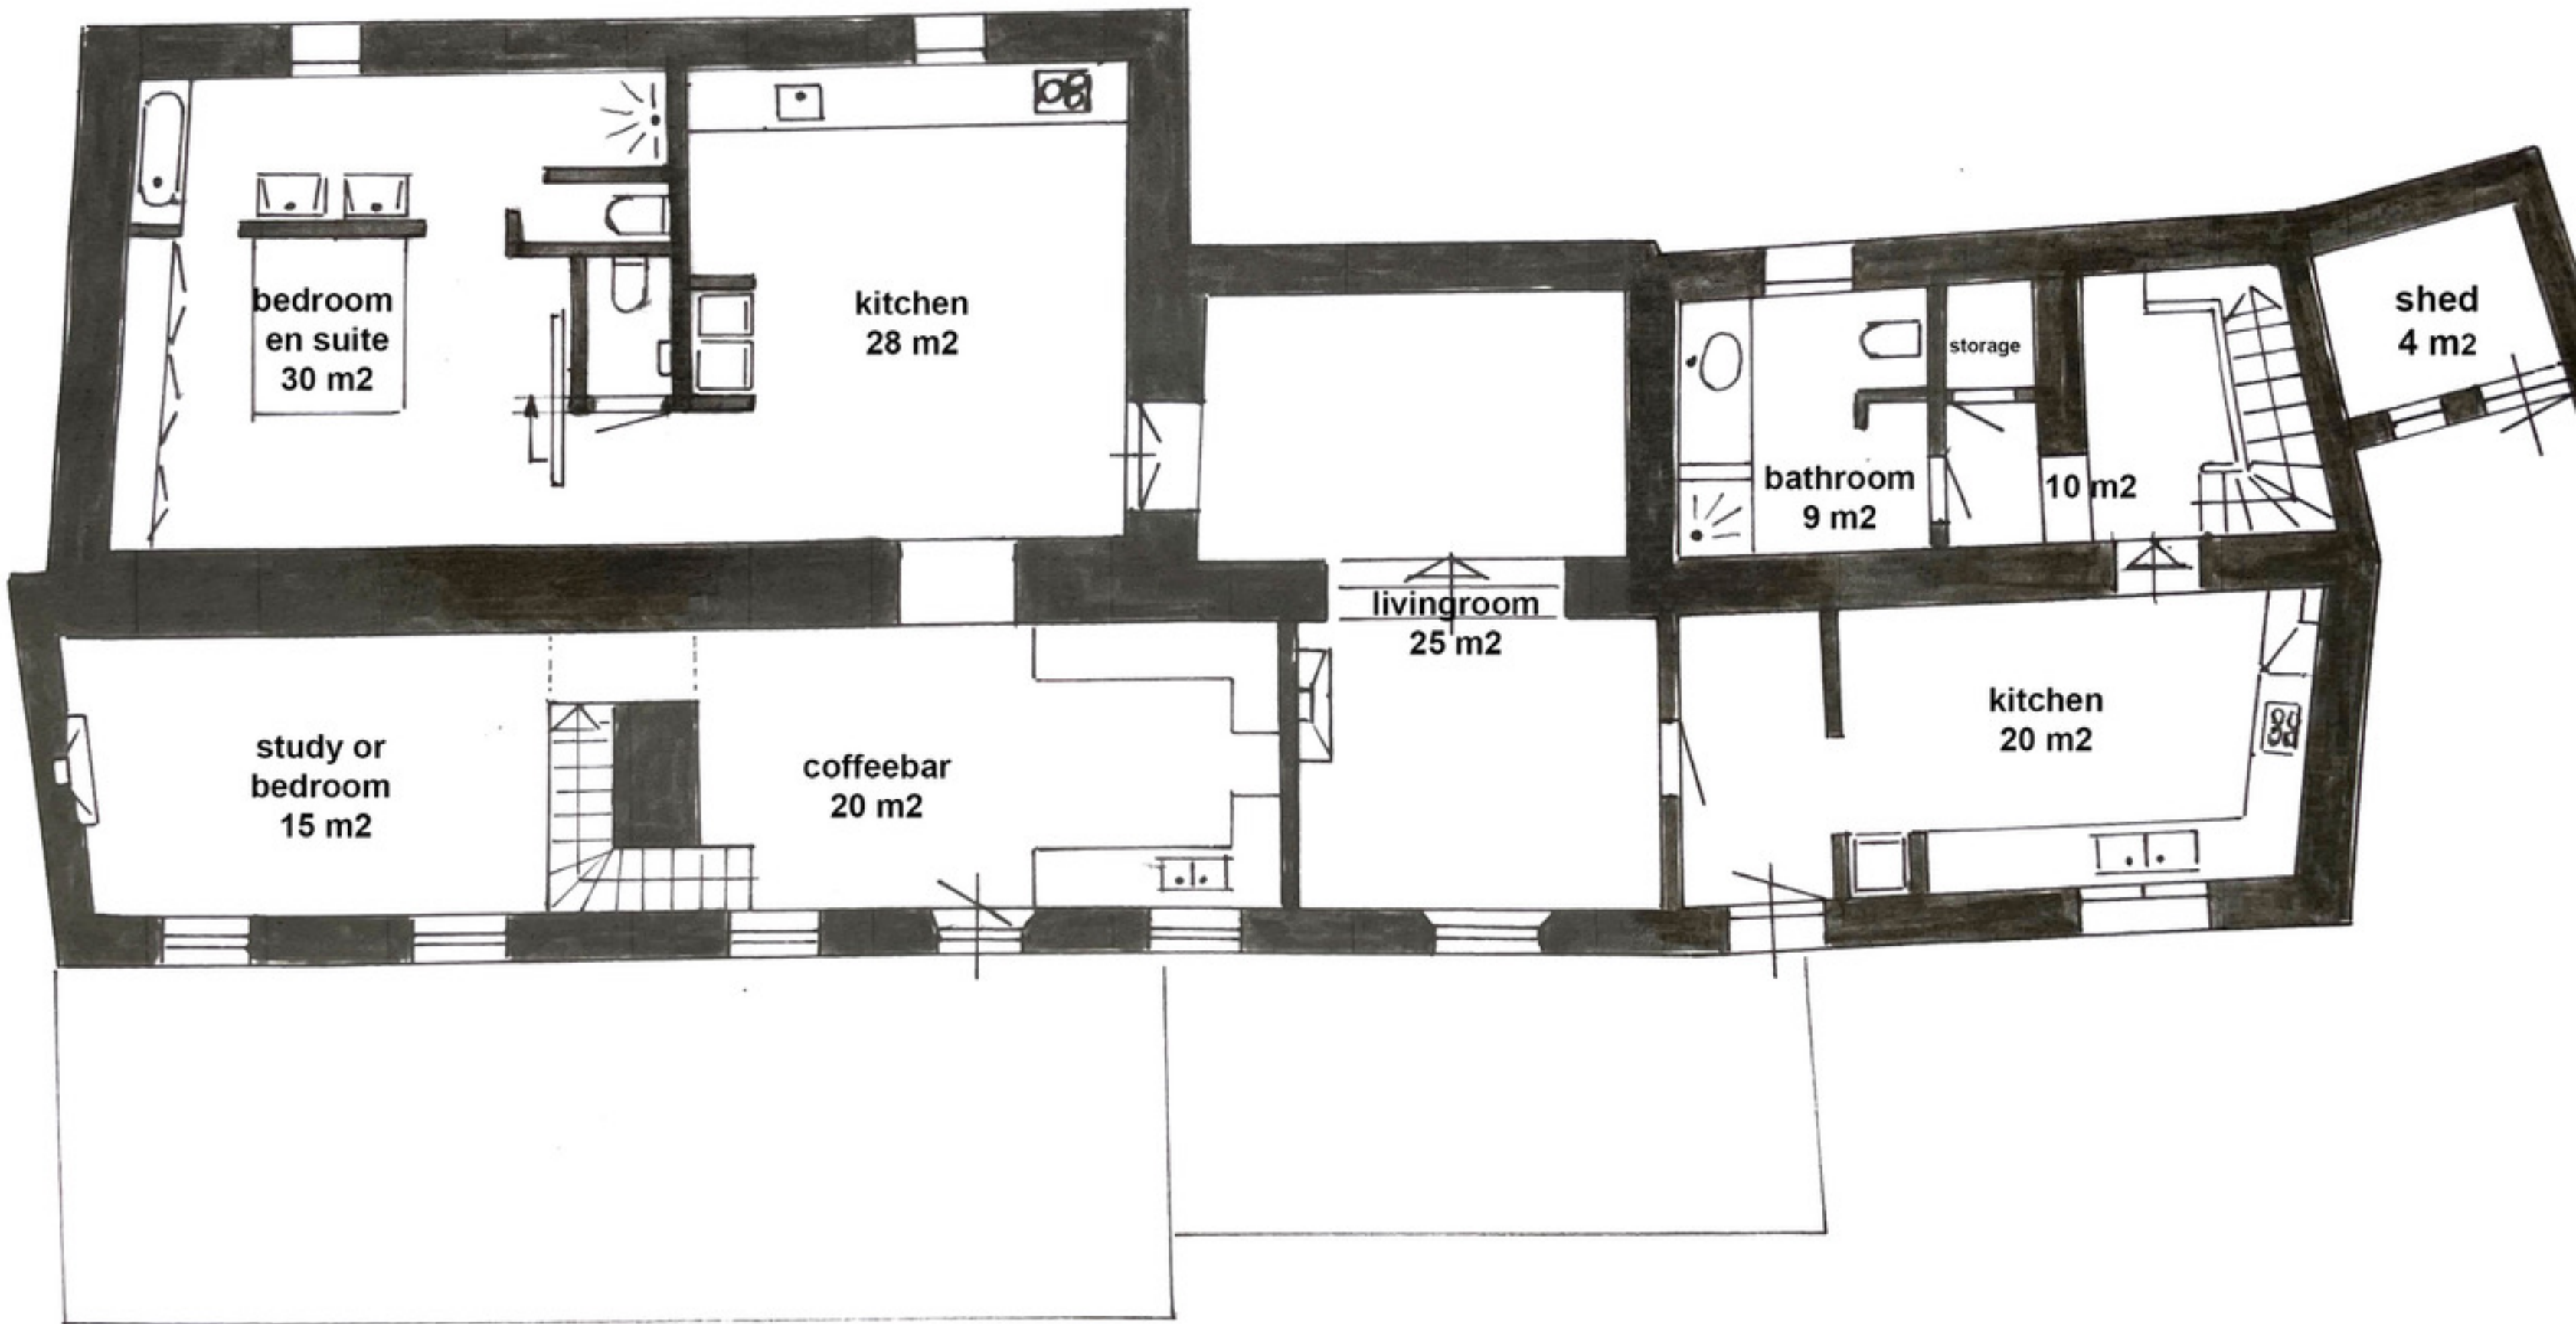 bedroom
en suite
30 m2
kitchen
28 m2
shed
4 m2
storage
bathroom
9 m2
10 m2
livingroom
25 m2
study or
bedroom
15 m2
coffeebar
20 m2
kitchen
20 m2